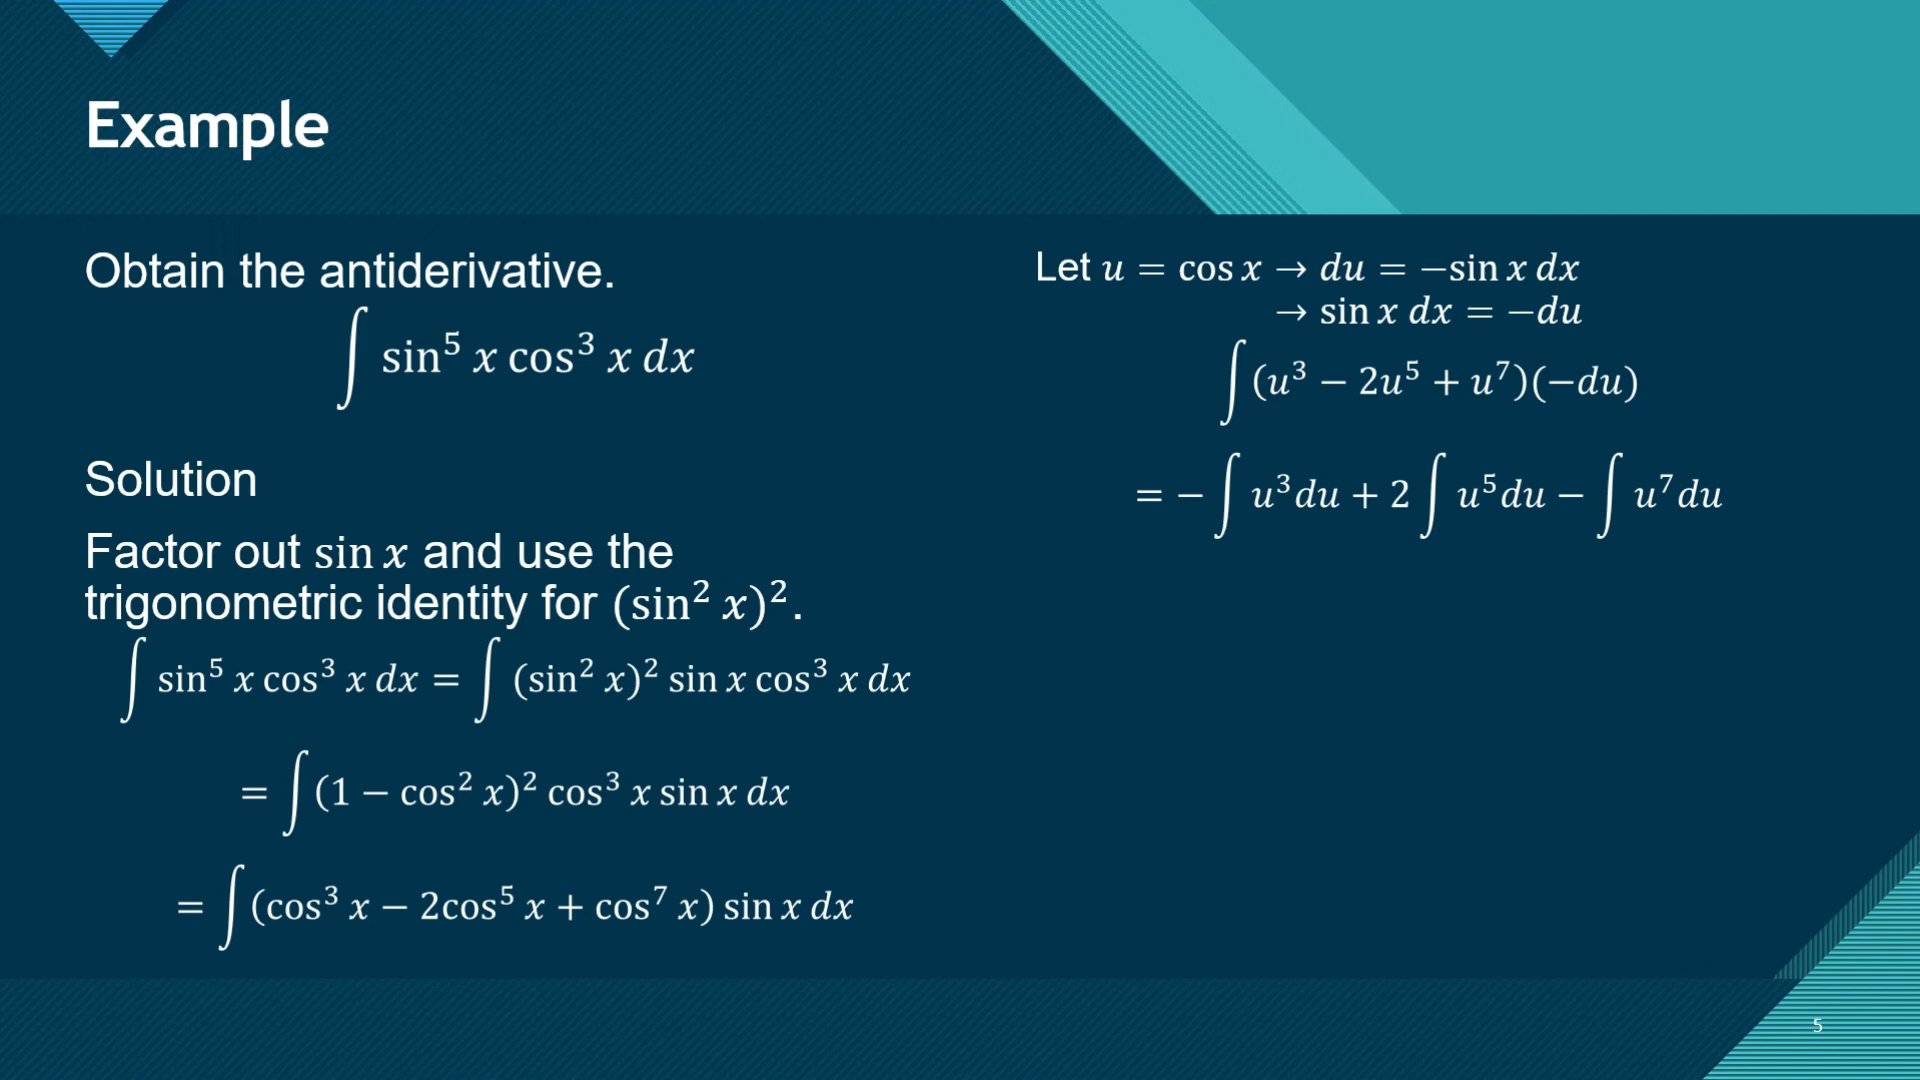 Example
Obtain the antiderivative.
∫ sin⁵ x cos³ x dx
Solution
Factor out sin x and use the
trigonometric identity for (sin² x)².
∫ sin⁵ x cos³ x dx = ∫ (sin² x)² sin x cos³ x dx
= ∫ (1 − cos² x)² cos³ x sin x dx
= ∫ (cos³ x − 2cos⁵ x + cos⁷ x) sin x dx
Let u = cos x → du = −sin x dx
→ sin x dx = −du
∫ (u³ − 2u⁵ + u⁷)(−du)
= − ∫ u³du + 2 ∫ u⁵du − ∫ u⁷du
5